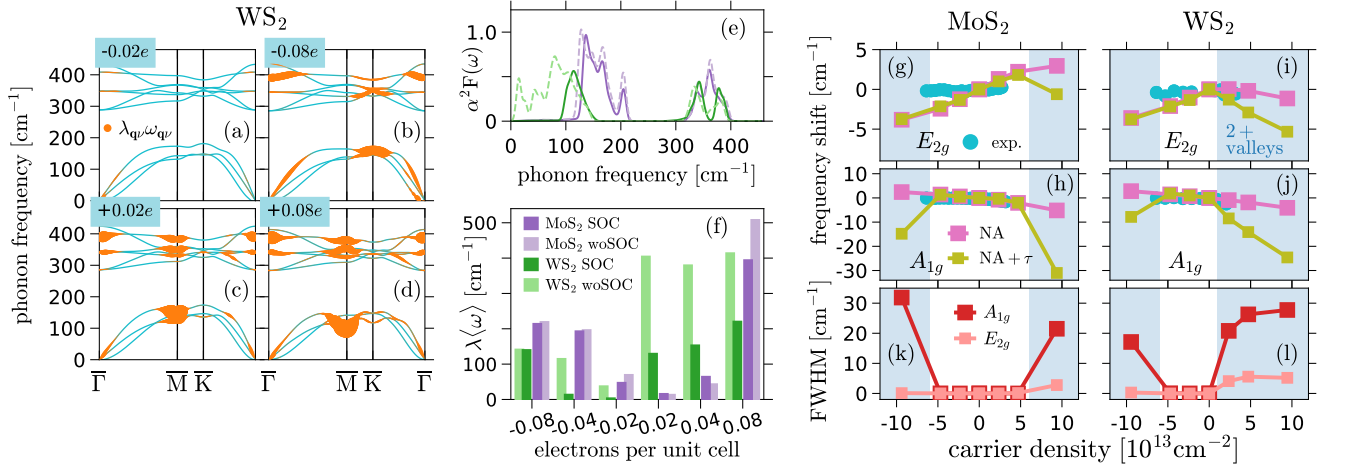 WS₂
-0.02e
-0.08e
λqνωqν
(a)
(b)
+0.02e
+0.08e
(c)
(d)
phonon frequency [cm⁻¹]
400
300
200
100
0
400
300
200
100
0
Γ
M
K
Γ
M
K
Γ
(e)
α²F(ω)
1.0
0
0
100
200
300
400
phonon frequency [cm⁻¹]
(f)
λ⟨ω⟩ [cm⁻¹]
500
100
0
MoS₂ SOC
MoS₂ woSOC
WS₂ SOC
WS₂ woSOC
-0.08
-0.04
-0.02
0.02
0.04
0.08
electrons per unit cell
MoS₂
WS₂
frequency shift [cm⁻¹]
5
0
-5
(g)
E2g
exp.
(i)
E2g
2+
valleys
10
0
-10
-20
-30
(h)
A1g
NA
NA + τ
(j)
A1g
FWHM [cm⁻¹]
30
20
10
0
(k)
A1g
E2g
(l)
-10
-5
0
5
10
-10
-5
0
5
10
carrier density [10¹³cm⁻²]